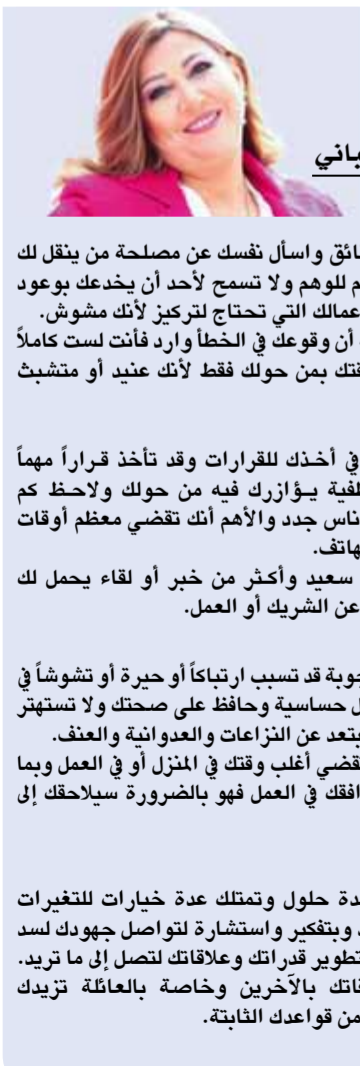 باني
ائق واسأل نفسك عن مصلحة من ينقل لك
م للوهم ولا تسمح لأحد أن يخدعك بوعود
عمالك التي تحتاج لتركيز لأنك مشوش.
أن وقوعك في الخطأ وارد فأنت لست كاملاً
قتك بمن حولك فقط لأنك عنيد أو متشبث
في أخذك للقرارات وقد تأخذ قراراً مهماً
لفية يؤازرك فيه من حولك ولاحظ كم
ناس جدد والأهم أنك تقضي معظم أوقات
هاتف.
سعيد وأكثر من خبر أو لقاء يحمل لك
عن الشريك أو العمل.
جوبة قد تسبب ارتباكاً أو حيرة أو تشوشاً في
ل حساسية وحافظ على صحتك ولا تستهتر
بتعد عن النزاعات والعدوانية والعنف.
قضي أغلب وقتك في المنزل أو في العمل وبما
افقك في العمل فهو بالضرورة سيلاحقك إلى
دة حلول وتمتلك عدة خيارات للتغيرات
وبتفكير واستشارة لتواصل جهودك لسد
تطوير قدراتك وعلاقاتك لتصل إلى ما تريد.
قاتك بالآخرين وخاصة بالعائلة تزيدك
من قواعدك الثابتة.